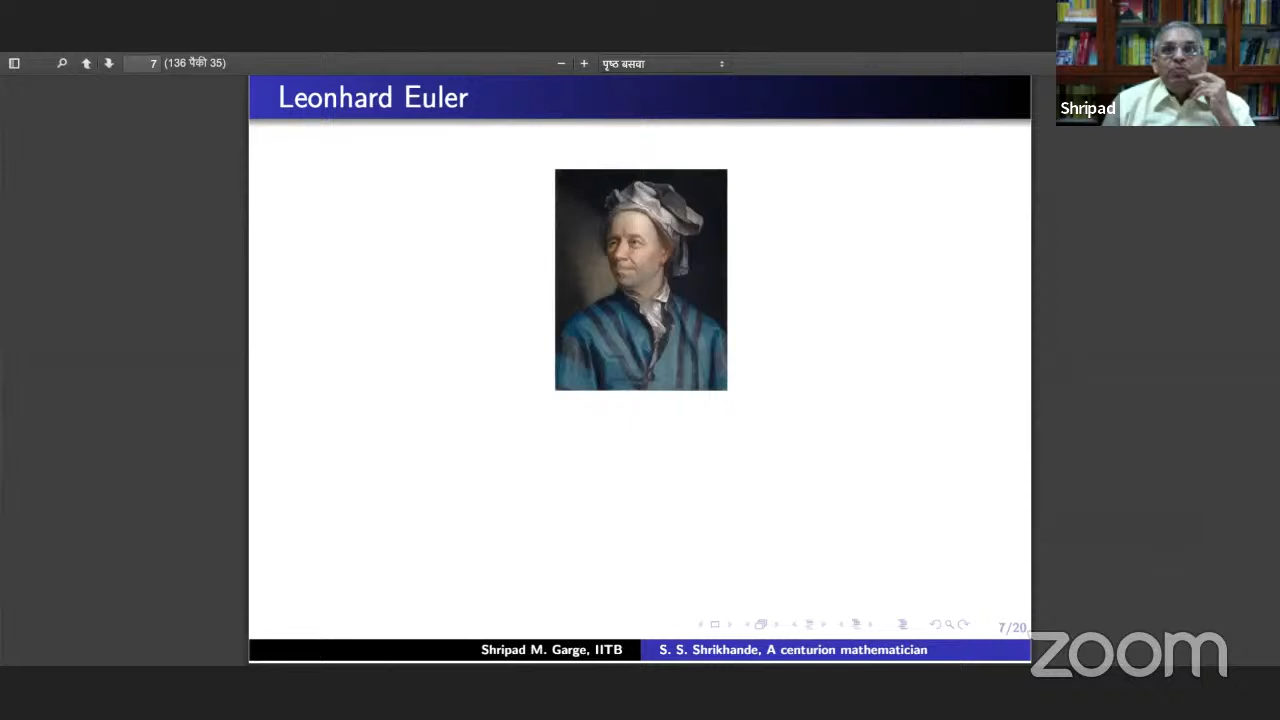 7 (136 पैकी 35)
पृष्ठ बसवा
Shripad
Leonhard Euler
7/20
Shripad M. Garge, IITB
S. S. Shrikhande, A centurion mathematician
zoom